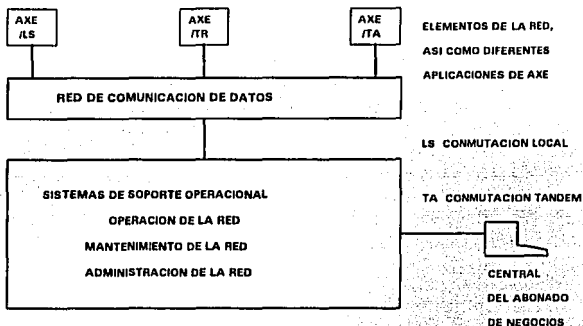 AXE
/LS
AXE
/TR
AXE
/TA
ELEMENTOS DE LA RED,
ASI COMO DIFERENTES
APLICACIONES DE AXE
RED DE COMUNICACION DE DATOS
LS CONMUTACION LOCAL
SISTEMAS DE SOPORTE OPERACIONAL
OPERACION DE LA RED
MANTENIMIENTO DE LA RED
ADMINISTRACION DE LA RED
TA CONMUTACION TANDEM
CENTRAL
DEL ABONADO
DE NEGOCIOS